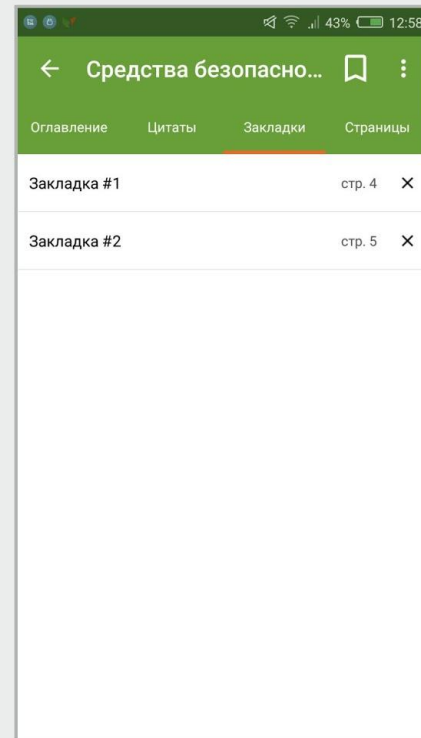 43% 12:58
Средства безопасно...
Оглавление Цитаты Закладки Страницы
Закладка #1 стр. 4
Закладка #2 стр. 5